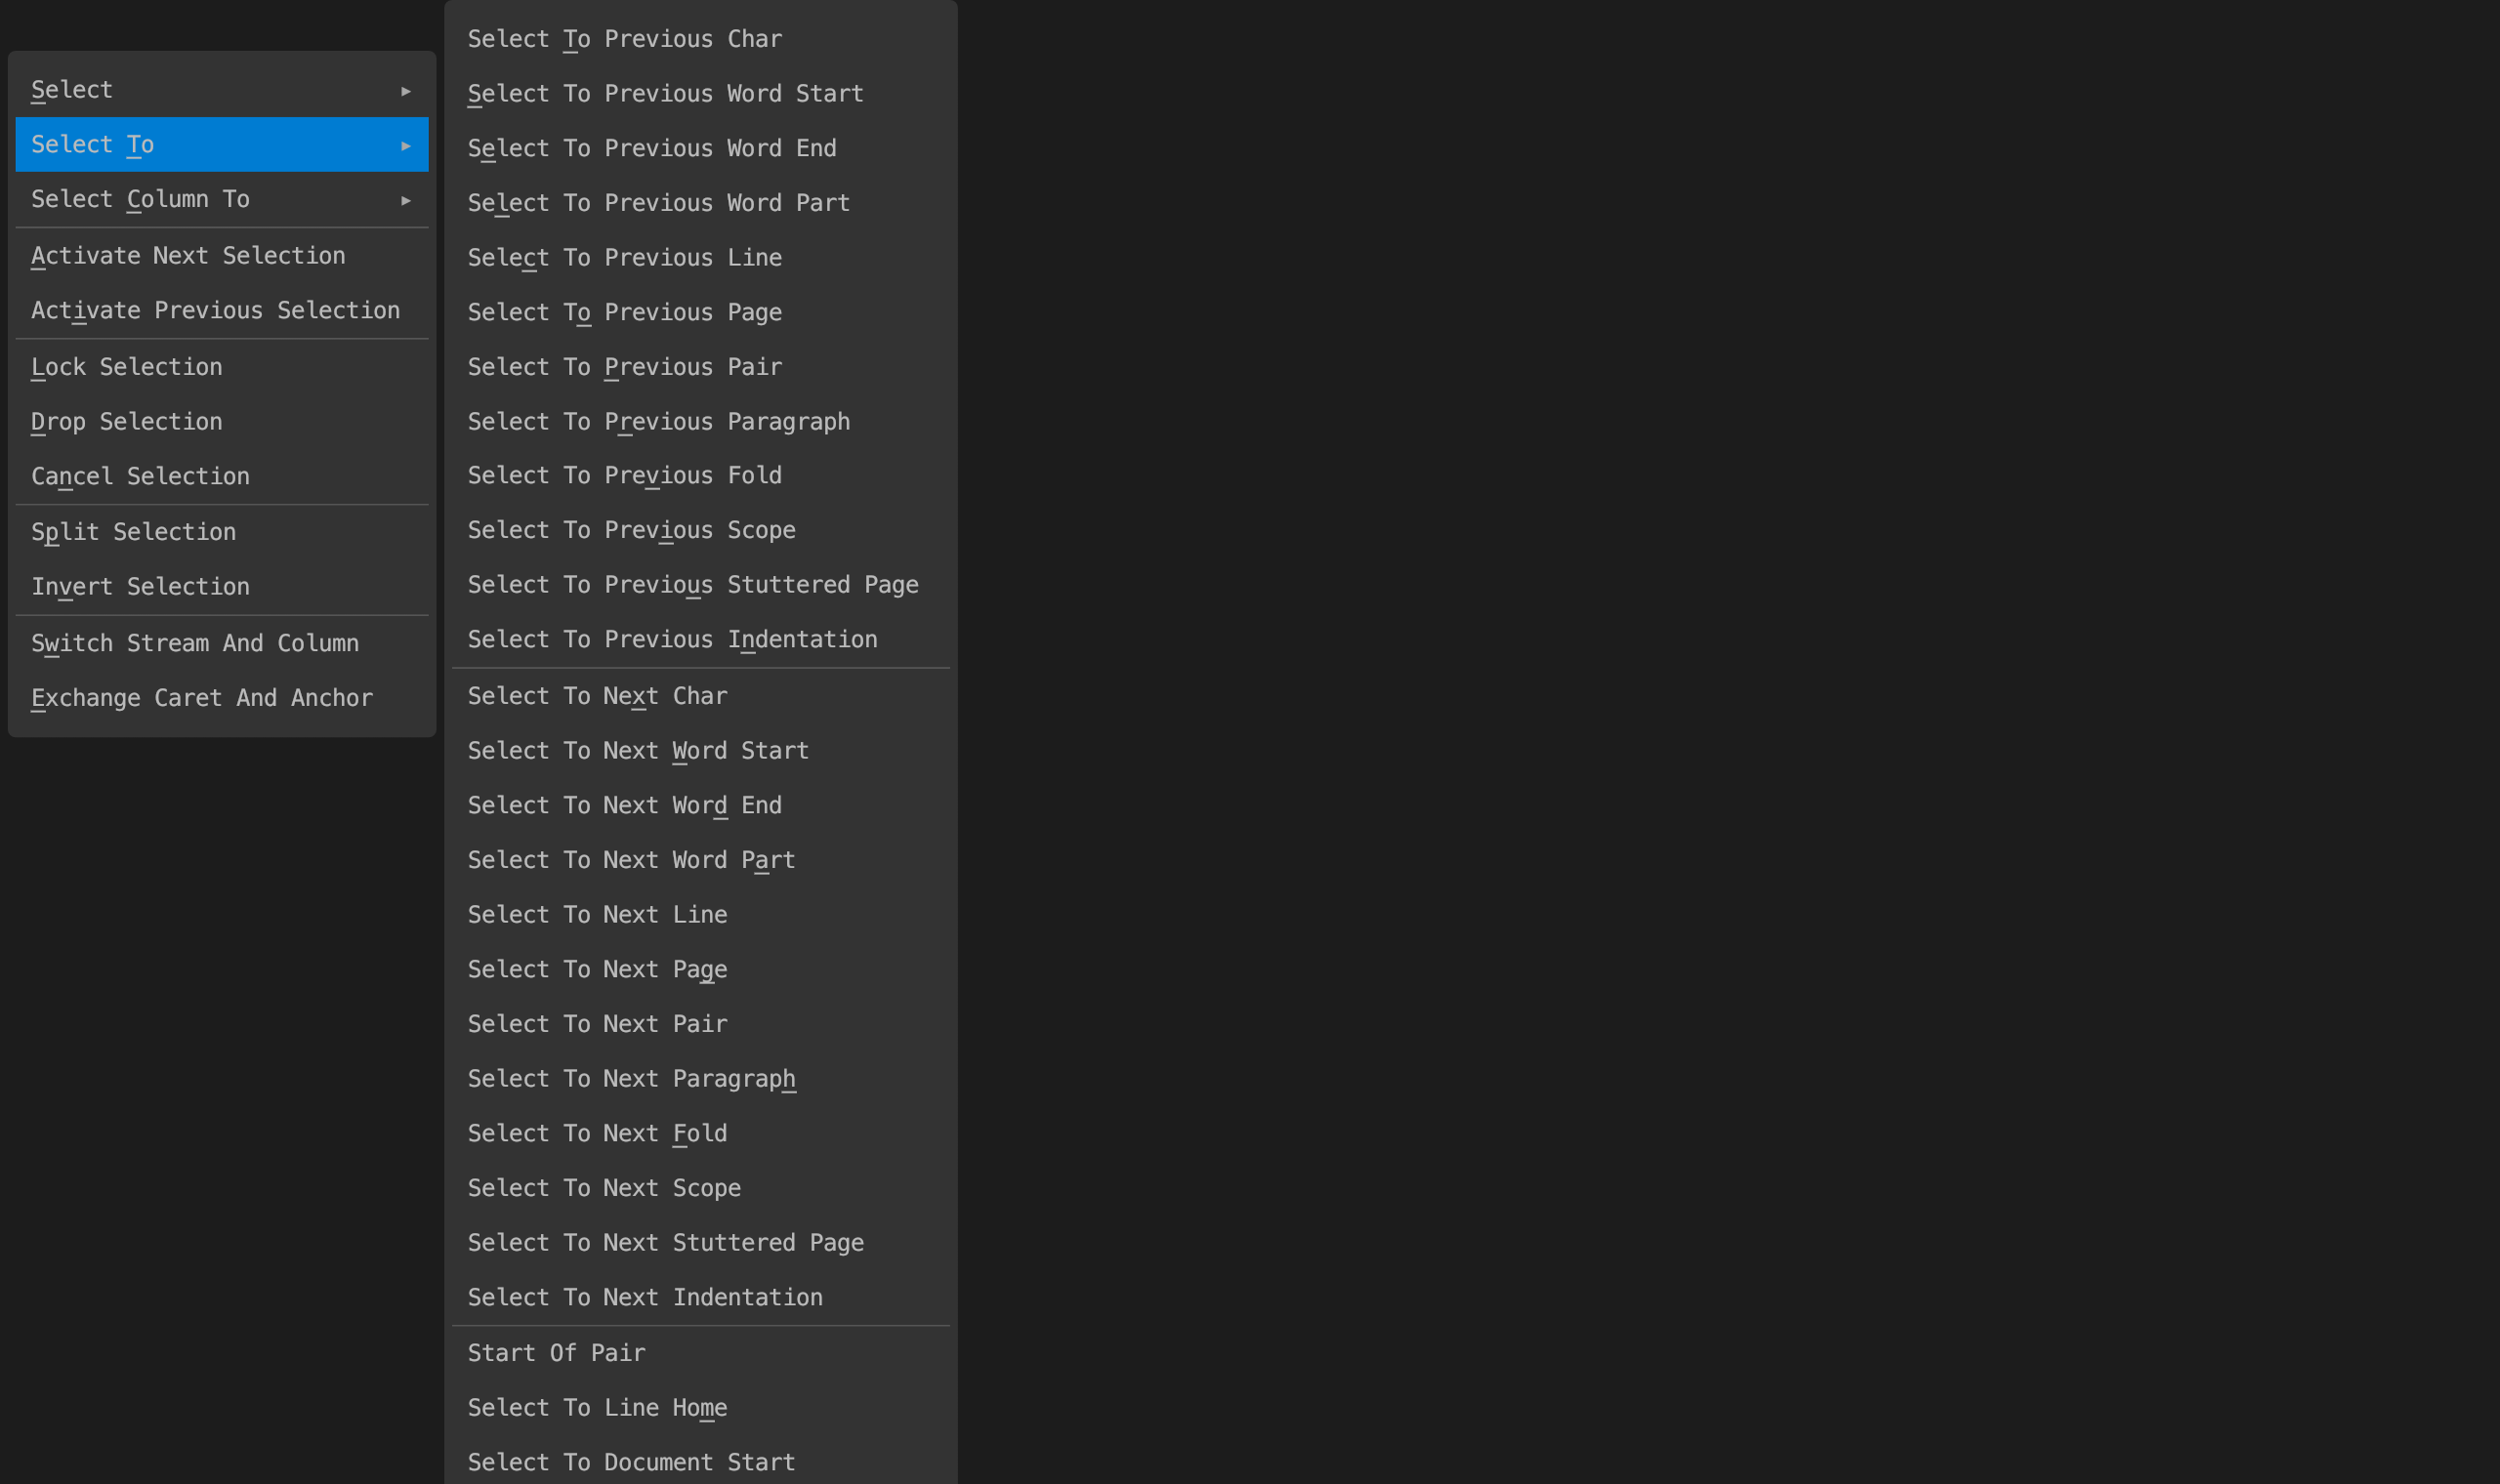 Select
Select To
Select Column To
Activate Next Selection
Activate Previous Selection
Lock Selection
Drop Selection
Cancel Selection
Split Selection
Invert Selection
Switch Stream And Column
Exchange Caret And Anchor
Select To Previous Char
Select To Previous Word Start
Select To Previous Word End
Select To Previous Word Part
Select To Previous Line
Select To Previous Page
Select To Previous Pair
Select To Previous Paragraph
Select To Previous Fold
Select To Previous Scope
Select To Previous Stuttered Page
Select To Previous Indentation
Select To Next Char
Select To Next Word Start
Select To Next Word End
Select To Next Word Part
Select To Next Line
Select To Next Page
Select To Next Pair
Select To Next Paragraph
Select To Next Fold
Select To Next Scope
Select To Next Stuttered Page
Select To Next Indentation
Start Of Pair
Select To Line Home
Select To Document Start